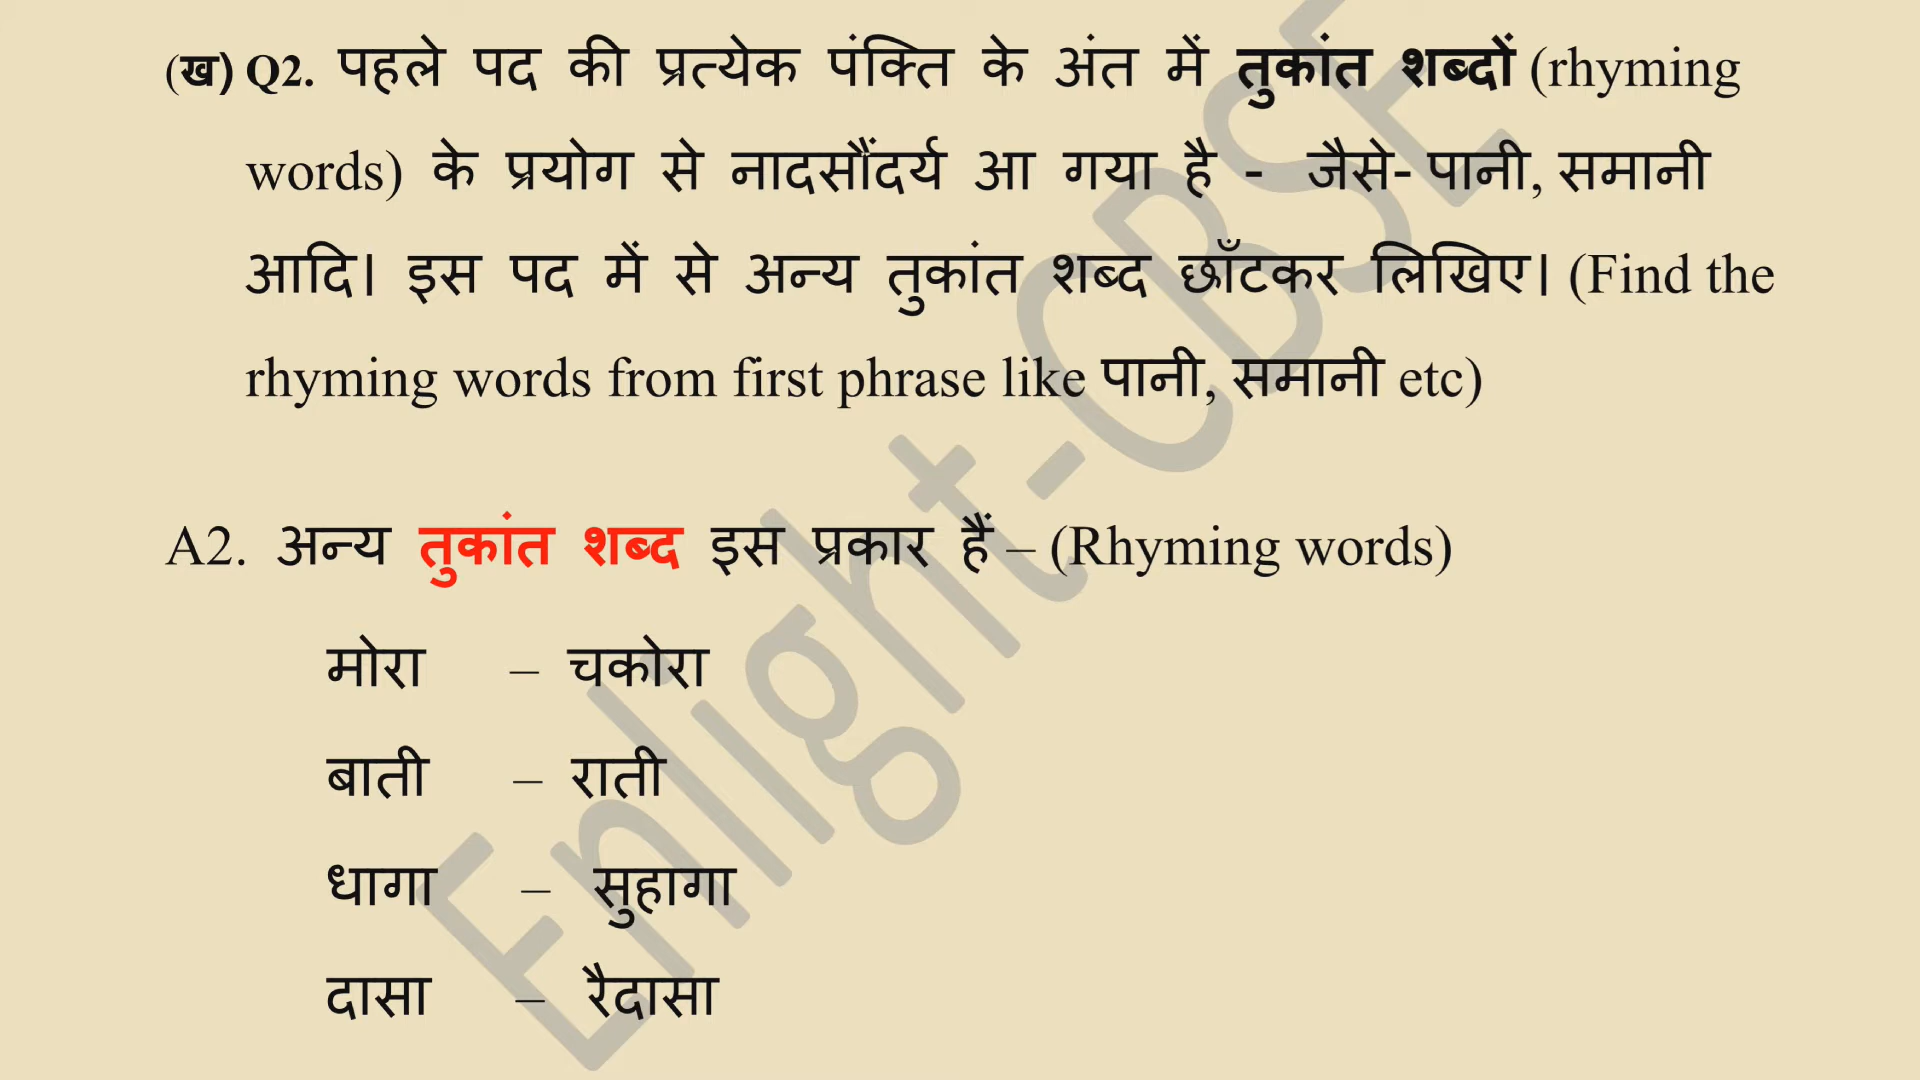 (ख) Q2. पहले पद की प्रत्येक पंक्ति के अंत में तुकांत शब्दों (rhyming
words) के प्रयोग से नादसौंदर्य आ गया है - जैसे- पानी, समानी
आदि। इस पद में से अन्य तुकांत शब्द छाँटकर लिखिए। (Find the
rhyming words from first phrase like पानी, समानी etc)
A2. अन्य तुकांत शब्द इस प्रकार हैं – (Rhyming words)
मोरा – चकोरा
बाती – राती
धागा – सुहागा
दासा – रैदासा
Enlight-CBSE